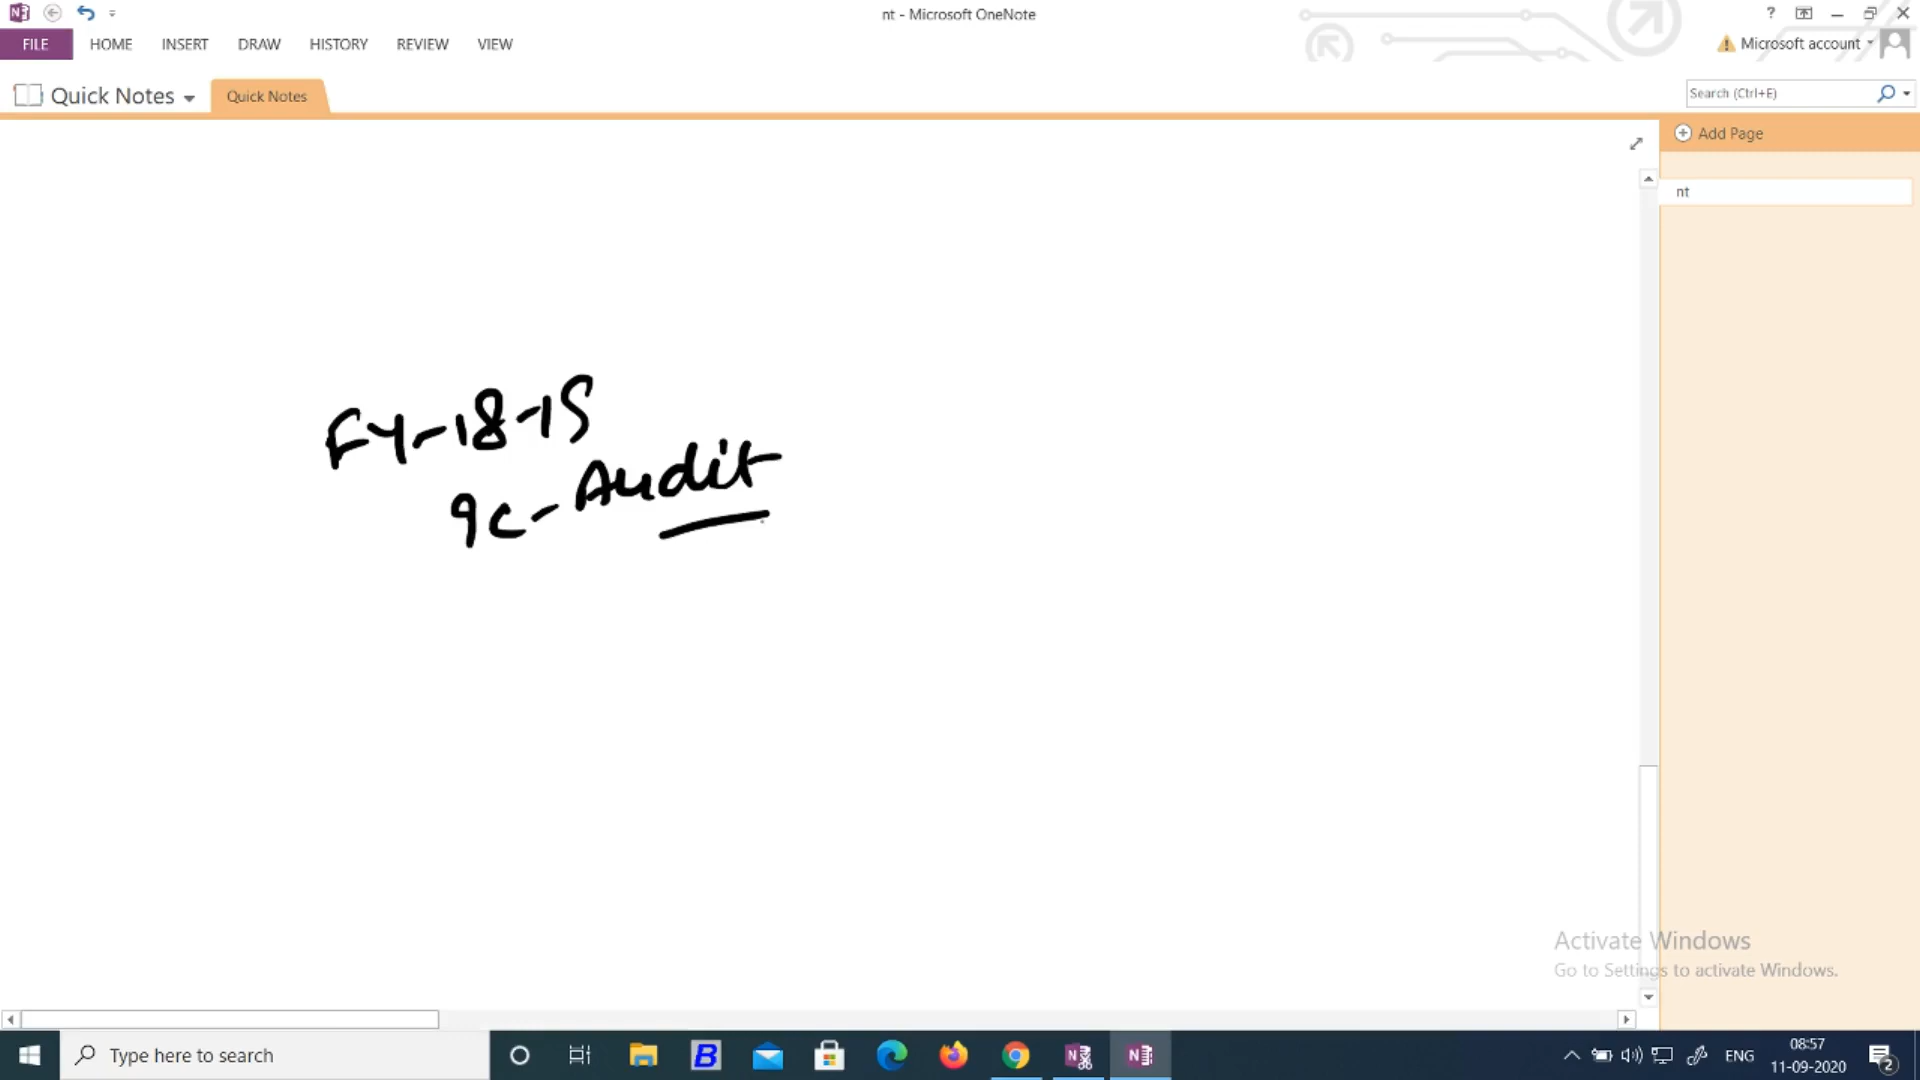 nt - Microsoft OneNote
?
FILE HOME INSERT DRAW HISTORY REVIEW VIEW
Microsoft account
Quick Notes
Quick Notes
Search (Ctrl+E)
Add Page
nt
FY-18-19
9C-Audit
Activate Windows
Go to Settings to activate Windows.
Type here to search
B
ENG
08:57
11-09-2020
2